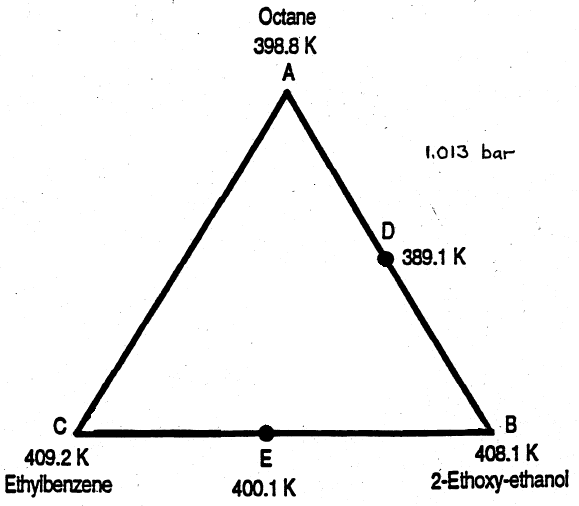 Octane
398.8 K
A
1.013 bar
D
389.1 K
C
B
409.2 K
E
408.1 K
Ethylbenzene
400.1 K
2-Ethoxy-ethanol